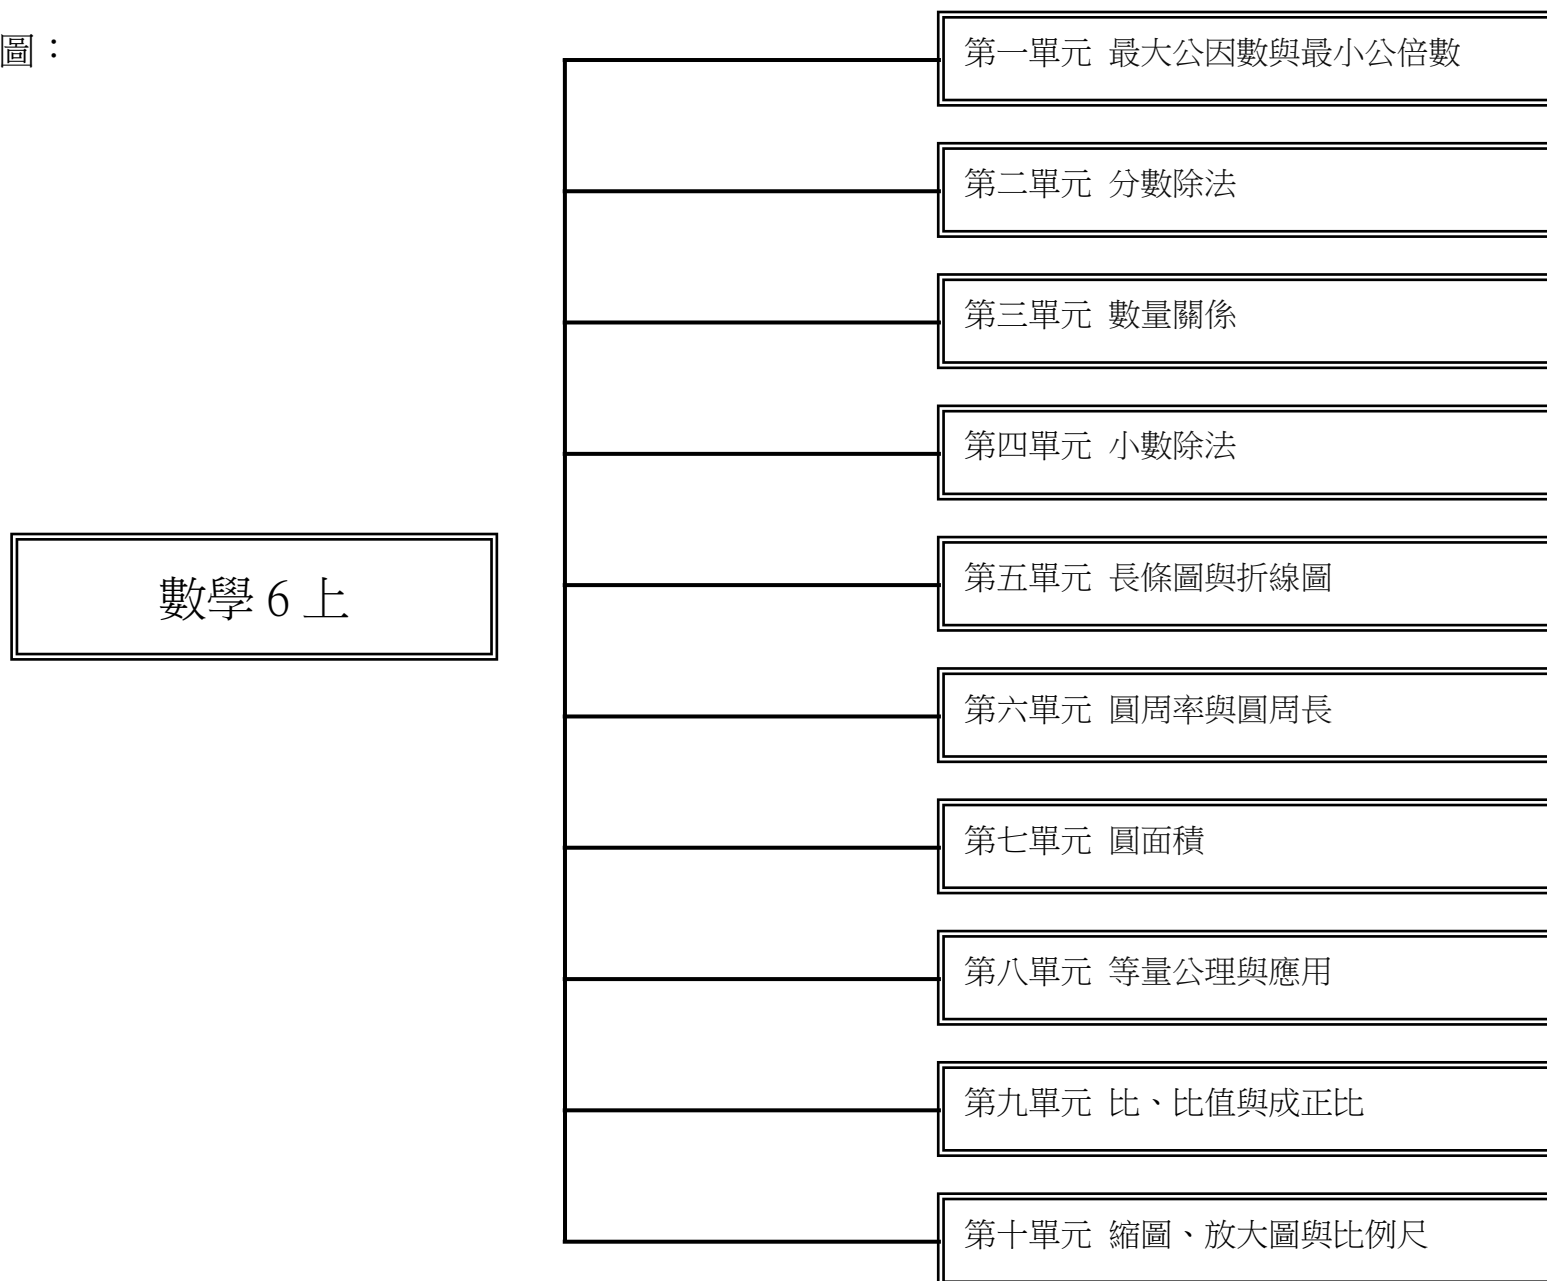 圖：
第一單元 最大公因數與最小公倍數
第二單元 分數除法
第三單元 數量關係
第四單元 小數除法
第五單元 長條圖與折線圖
數學 6 上
第六單元 圓周率與圓周長
第七單元 圓面積
第八單元 等量公理與應用
第九單元 比、比值與成正比
第十單元 縮圖、放大圖與比例尺